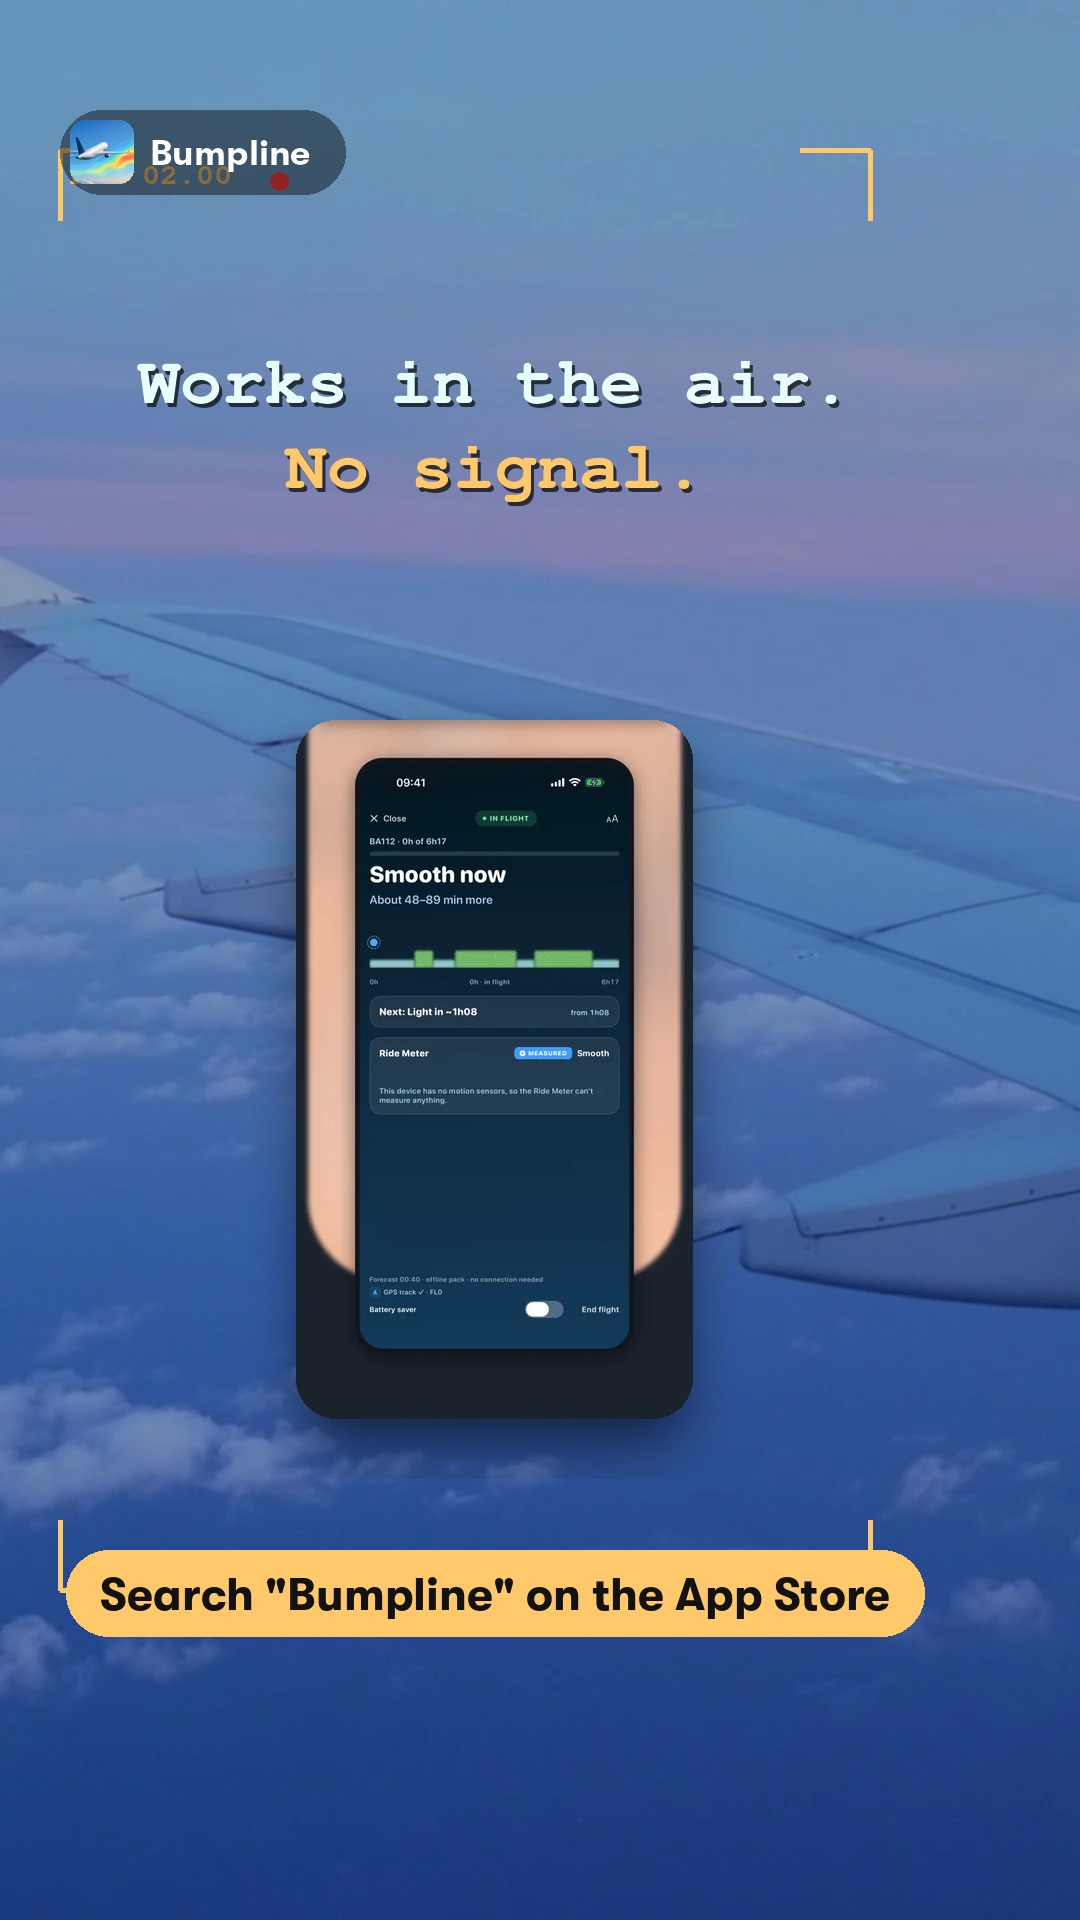 Bumpline
02.00
Works in the air.
No signal.
09:41
Close
IN FLIGHT
AA
BA112 · 0h of 6h17
Smooth now
About 48–89 min more
0h
0h · in flight
6h17
Next: Light in ~1h08
from 1h08
Ride Meter
MEASURED
Smooth
This device has no motion sensors, so the Ride Meter can't
measure anything.
Forecast 00:40 · offline pack · no connection needed
A GPS track ✓ · FL0
Battery saver
End flight
Search "Bumpline" on the App Store